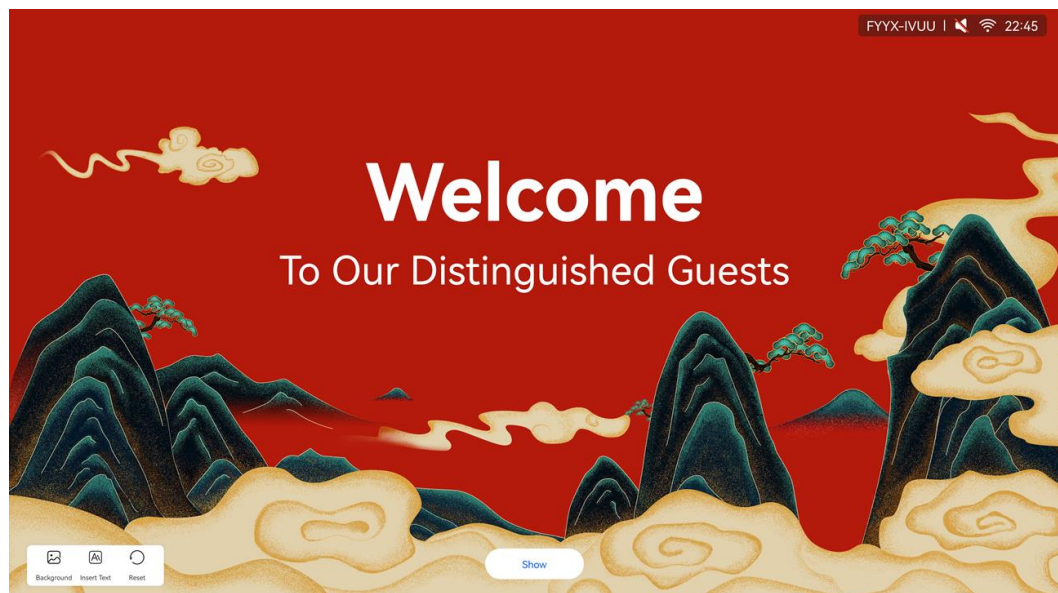 FYYX-IVUU | 22:45
Welcome
To Our Distinguished Guests
Background Insert Text Reset
Show